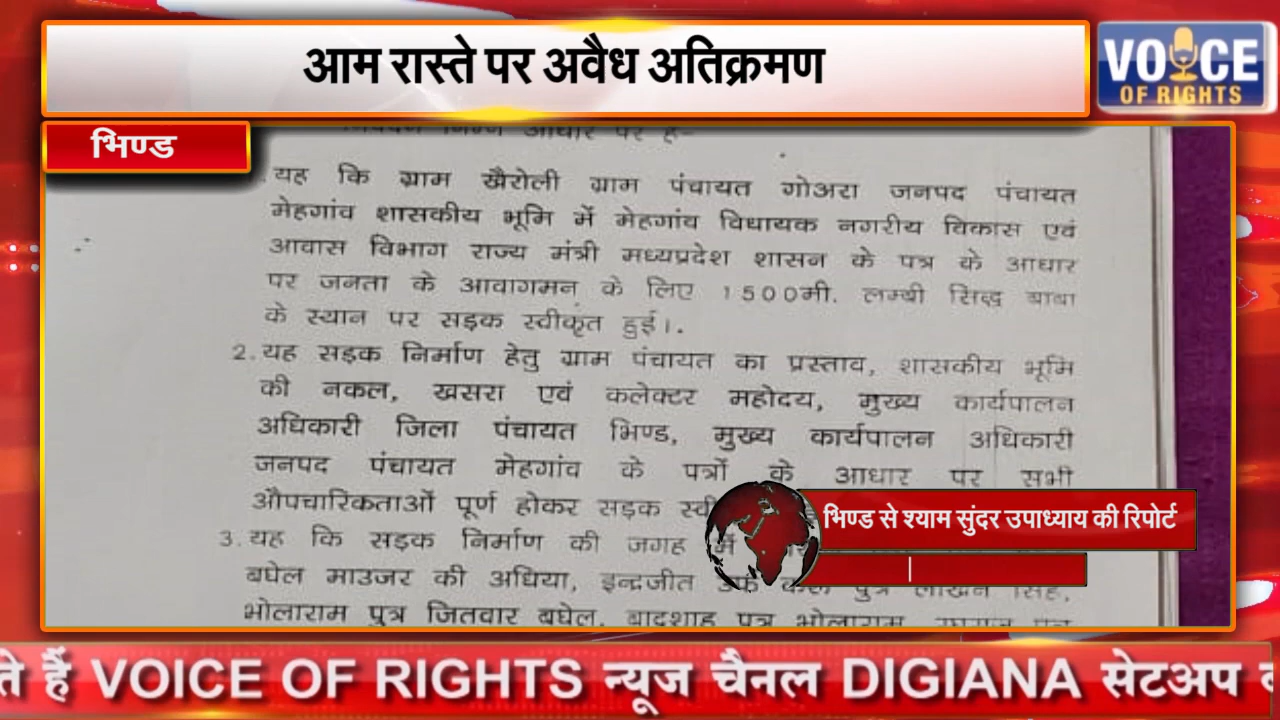 आम रास्ते पर अवैध अतिक्रमण
VOICE
OF RIGHTS
भिण्ड
आधार पर है-
यह कि ग्राम खैरोली ग्राम पंचायत गोअरा जनपद पंचायत
मेहगांव शासकीय भूमि में मेहगांव विधायक नगरीय विकास एवं
आवास विभाग राज्य मंत्री मध्यप्रदेश शासन के पत्र के आधार
पर जनता के आवागमन के लिए 1500मी. लम्बी सिद्ध बाबा
के स्थान पर सड़क स्वीकृत हुई।.
2. यह सड़क निर्माण हेतु ग्राम पंचायत का प्रस्ताव, शासकीय भूमि
की नकल, खसरा एवं कलेक्टर महोदय, मुख्य कार्यपालन
अधिकारी जिला पंचायत भिण्ड, मुख्य कार्यपालन अधिकारी
जनपद पंचायत मेहगांव के पत्रों के आधार पर सभी
औपचारिकताओं पूर्ण होकर सड़क
3. यह कि सड़क निर्माण की जगह में
बघेल माउजर की अधिया, इन्द्रजीत उर्फ पुत्र लाखन सिंह,
भोलाराम पुत्र जितवार बघेल, बादशाह पुत्र भोलाराम,
भिण्ड से श्याम सुंदर उपाध्याय की रिपोर्ट
ते हैं VOICE OF RIGHTS न्यूज चैनल DIGIANA सेटअप